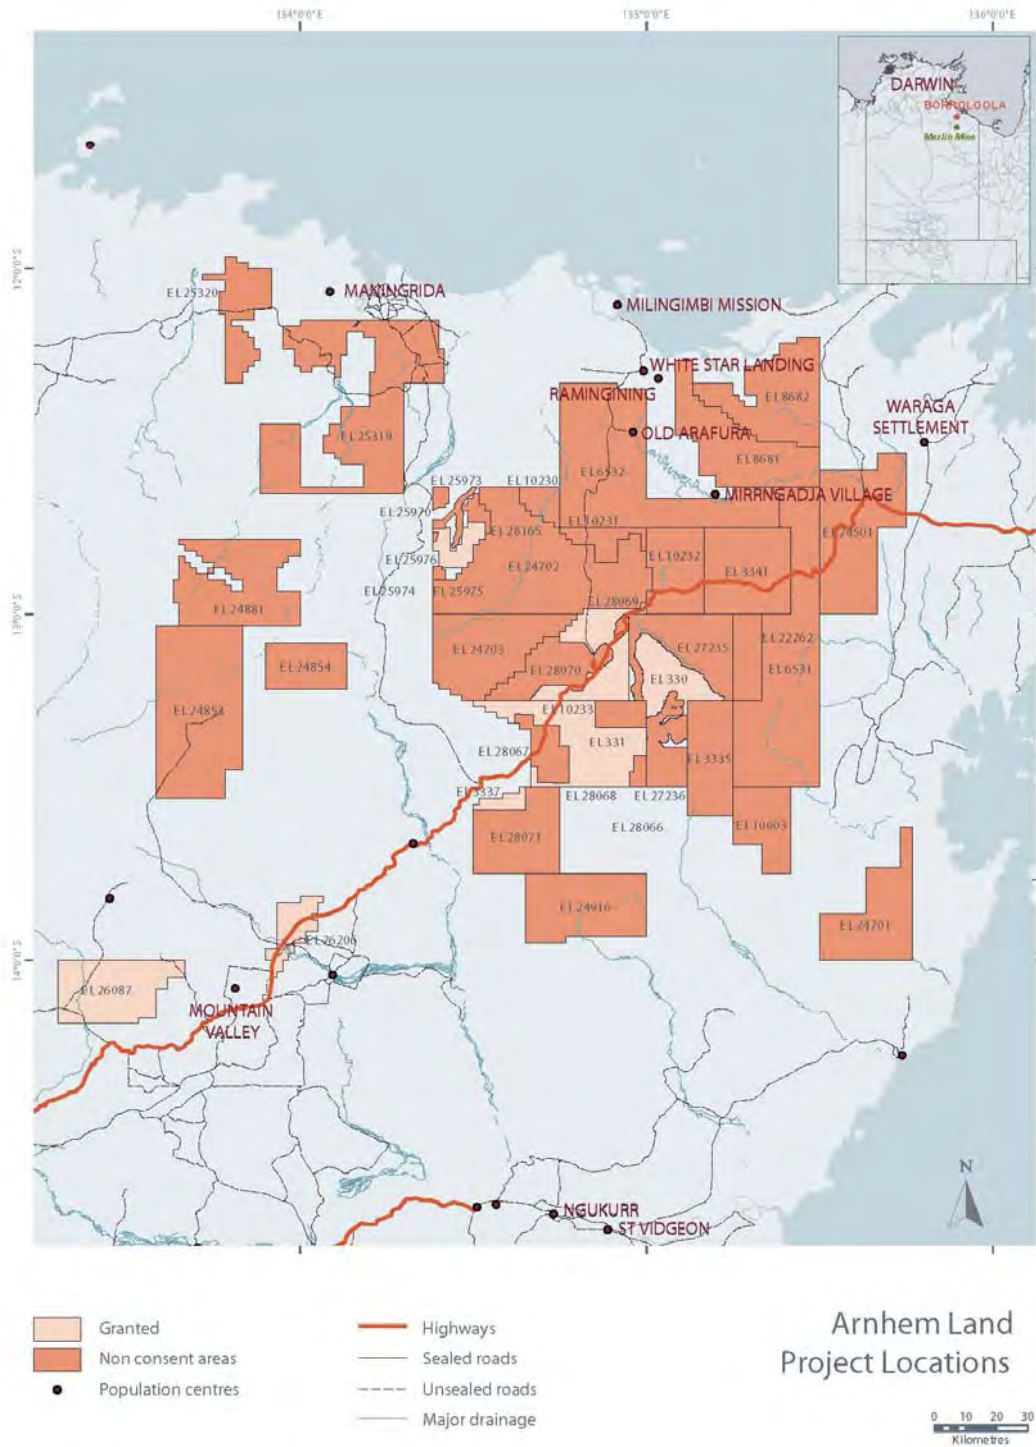 134°0'0"E
135°0'0"E
136°0'0"E
DARWIN
BORROLOOLA
Merlin Mine
12°0'0"S
EL25320
MANINGRIDA
MILINGIMBI MISSION
WHITE STAR LANDING
RAMINGINING
EL8682
WARAGA
SETTLEMENT
EL25319
OLD ARAFURA
EL8681
EL6532
EL25973
EL10230
MIRRNGADJA VILLAGE
EL25970
EL10231
EL28165
EL24501
EL25976
EL24702
EL10232
EL3341
EL25974
EL25975
EL28069
13°0'0"S
EL24881
EL24703
EL27235
EL22262
EL24854
EL28070
EL330
EL6531
EL24853
EL10233
EL331
EL28067
EL3335
EL3337
EL28068
EL27236
EL28071
EL28066
EL10003
EL24916
EL24701
EL26206
14°0'0"S
EL26087
MOUNTAIN
VALLEY
N
NGUKURR
ST VIDGEON
Granted
Non consent areas
Population centres
Highways
Sealed roads
Unsealed roads
Major drainage
Arnhem Land
Project Locations
0 10 20 30
Kilometres